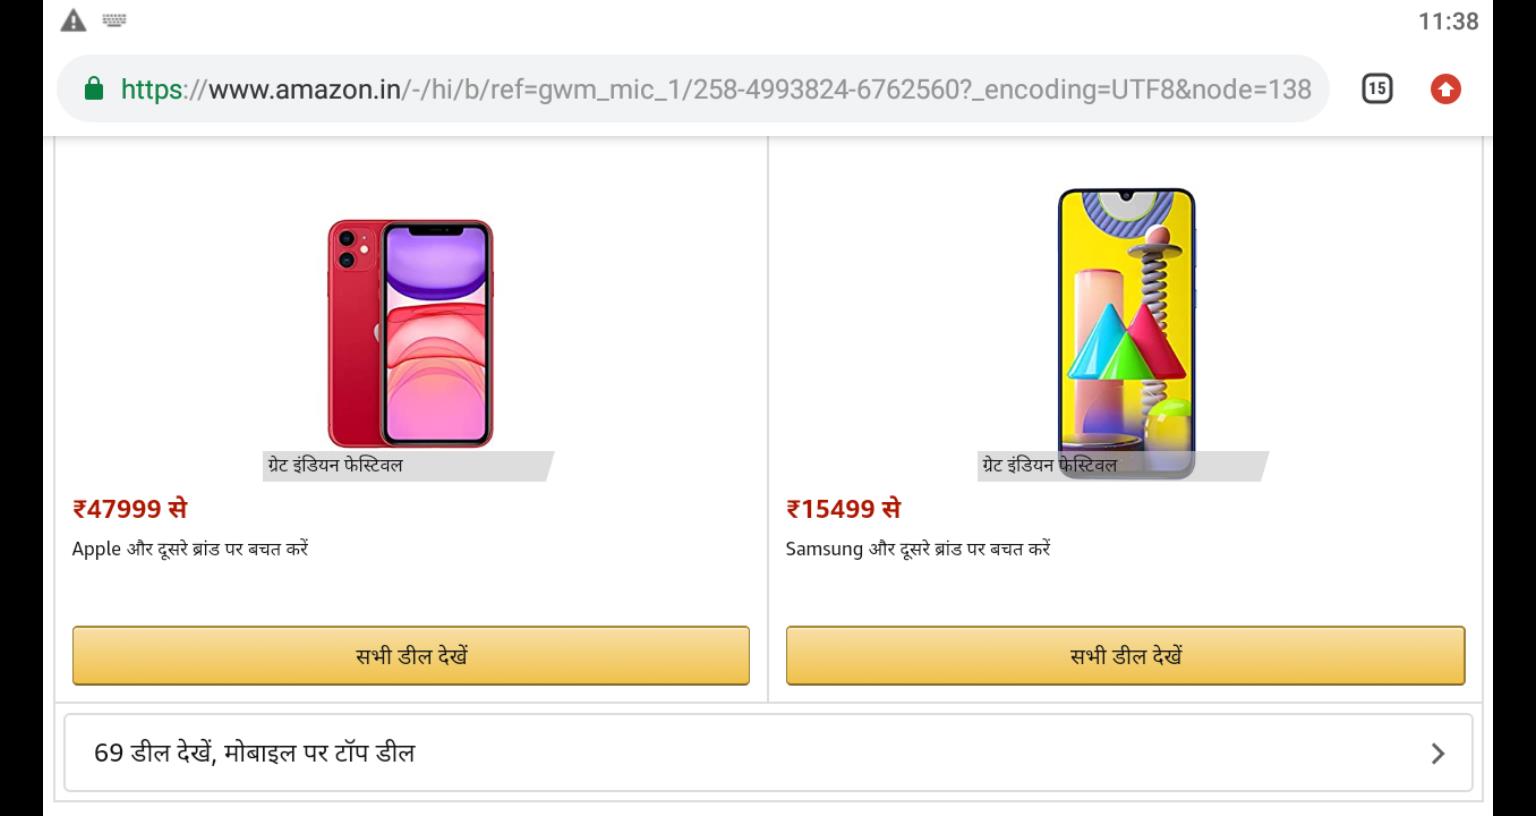 11:38
https://www.amazon.in/-/hi/b/ref=gwm_mic_1/258-4993824-6762560?_encoding=UTF8&node=138
15
ग्रेट इंडियन फेस्टिवल
₹47999 से
Apple और दूसरे ब्रांड पर बचत करें
सभी डील देखें
ग्रेट इंडियन फेस्टिवल
₹15499 से
Samsung और दूसरे ब्रांड पर बचत करें
सभी डील देखें
69 डील देखें, मोबाइल पर टॉप डील